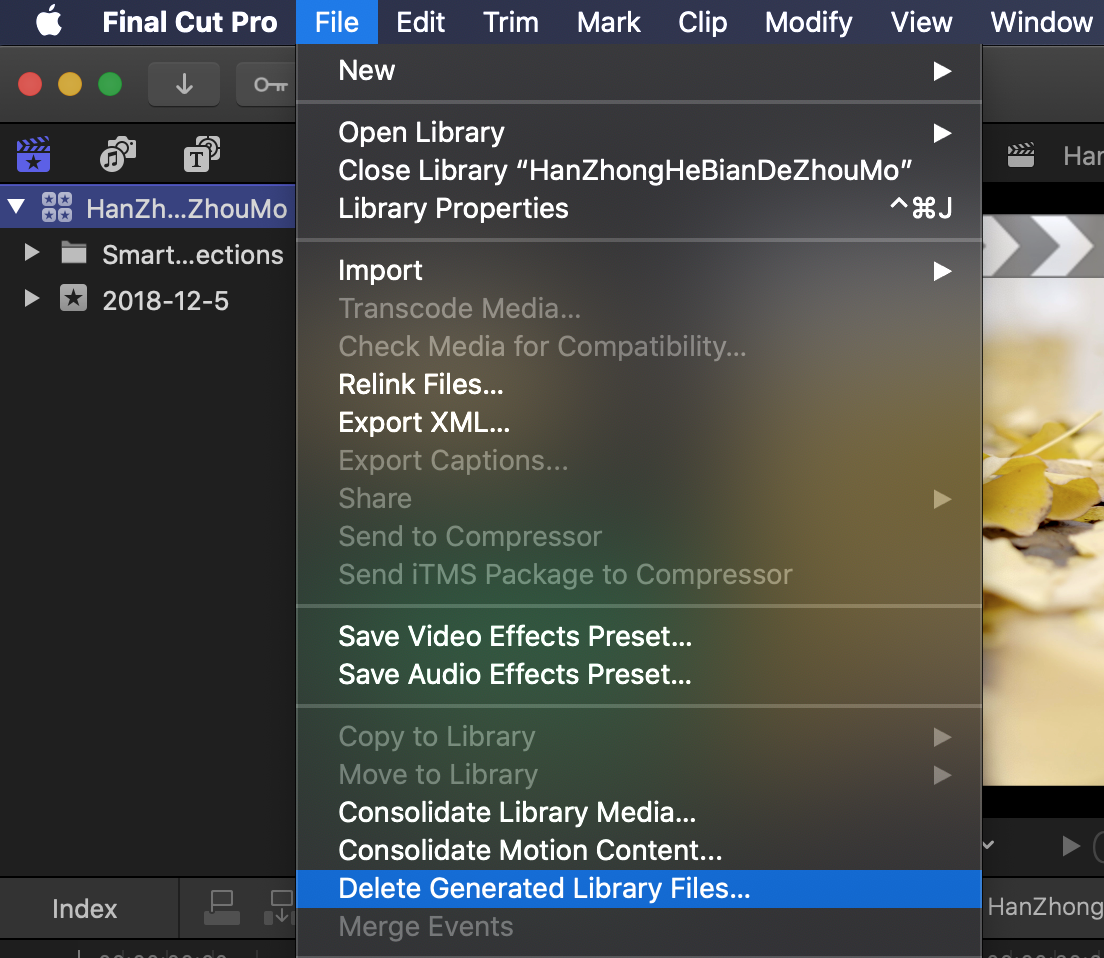 Final Cut Pro File Edit Trim Mark Clip Modify View Window
New
Open Library
Close Library “HanZhongHeBianDeZhouMo”
Library Properties ^⌘J
Import
Transcode Media...
Check Media for Compatibility...
Relink Files...
Export XML...
Export Captions...
Share
Send to Compressor
Send iTMS Package to Compressor
Save Video Effects Preset...
Save Audio Effects Preset...
Copy to Library
Move to Library
Consolidate Library Media...
Consolidate Motion Content...
Delete Generated Library Files...
Merge Events
HanZh...ZhouMo
Smart...ections
2018-12-5
Index
Han
HanZhong